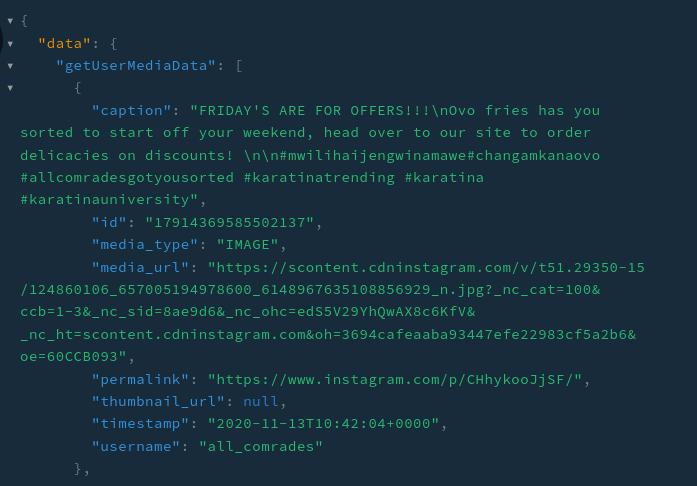 {
"data": {
"getUserMediaData": [
{
"caption": "FRIDAY'S ARE FOR OFFERS!!!\nOvo fries has you
sorted to start off your weekend, head over to our site to order
delicacies on discounts! \n\n#mwilihaijengwinamawe#changamkanaovo
#allcomradesgotyousorted #karatinatrending #karatina
#karatinauniversity",
"id": "17914369585502137",
"media_type": "IMAGE",
"media_url": "https://scontent.cdninstagram.com/v/t51.29350-15
/124860106_657005194978600_6148967635108856929_n.jpg?_nc_cat=100&
ccb=1-3&_nc_sid=8ae9d6&_nc_ohc=edS5V29YhQwAX8c6KfV&
_nc_ht=scontent.cdninstagram.com&oh=3694cafeaaba93447efe22983cf5a2b6&
oe=60CCB093",
"permalink": "https://www.instagram.com/p/CHhykooJjSF/",
"thumbnail_url": null,
"timestamp": "2020-11-13T10:42:04+0000",
"username": "all_comrades"
},